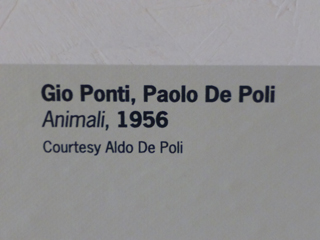 Gio Ponti, Paolo De Poli
Animali, 1956
Courtesy Aldo De Poli